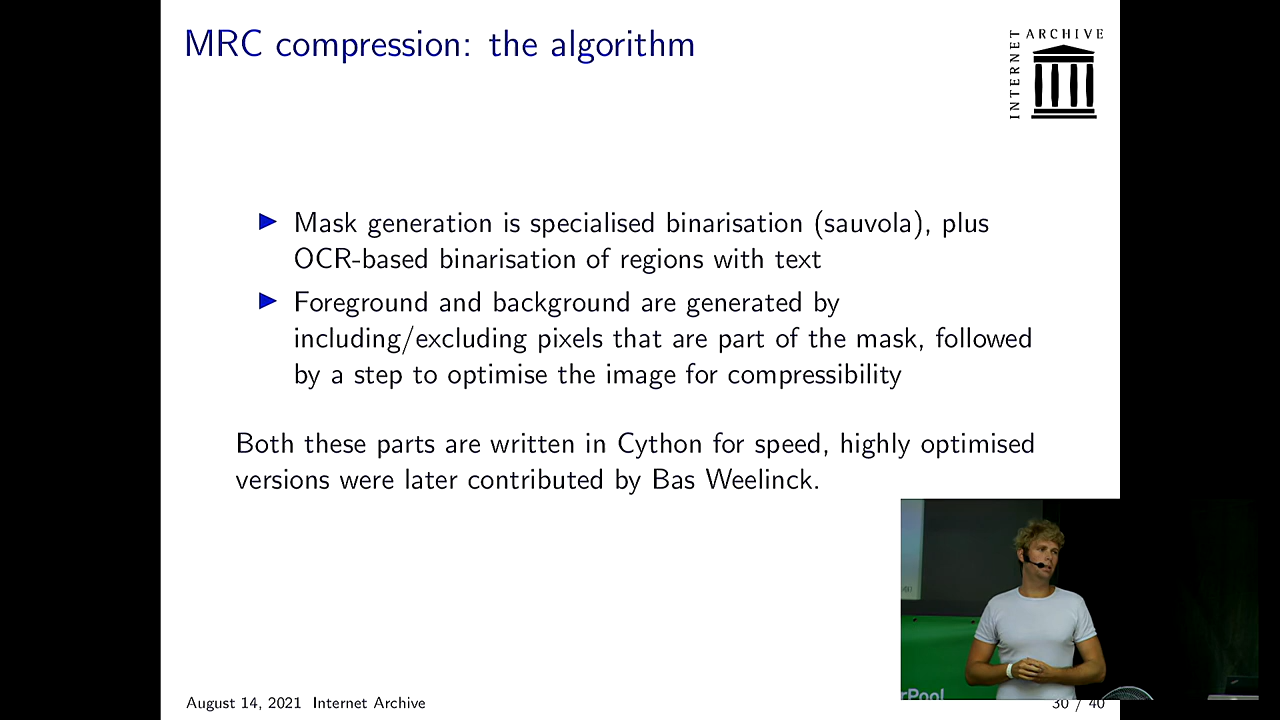 MRC compression: the algorithm
INTERNET ARCHIVE
Mask generation is specialised binarisation (sauvola), plus
OCR-based binarisation of regions with text
Foreground and background are generated by
including/excluding pixels that are part of the mask, followed
by a step to optimise the image for compressibility
Both these parts are written in Cython for speed, highly optimised
versions were later contributed by Bas Weelinck.
rPool
August 14, 2021 Internet Archive
30 / 40